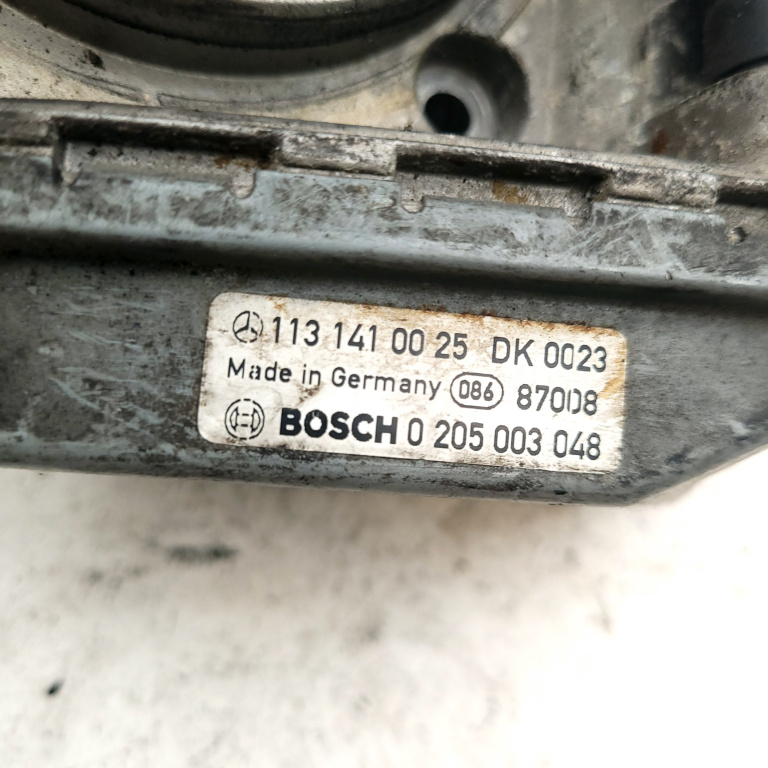 113 141 00 25 DK 0023
Made in Germany 086 87008
BOSCH 0 205 003 048